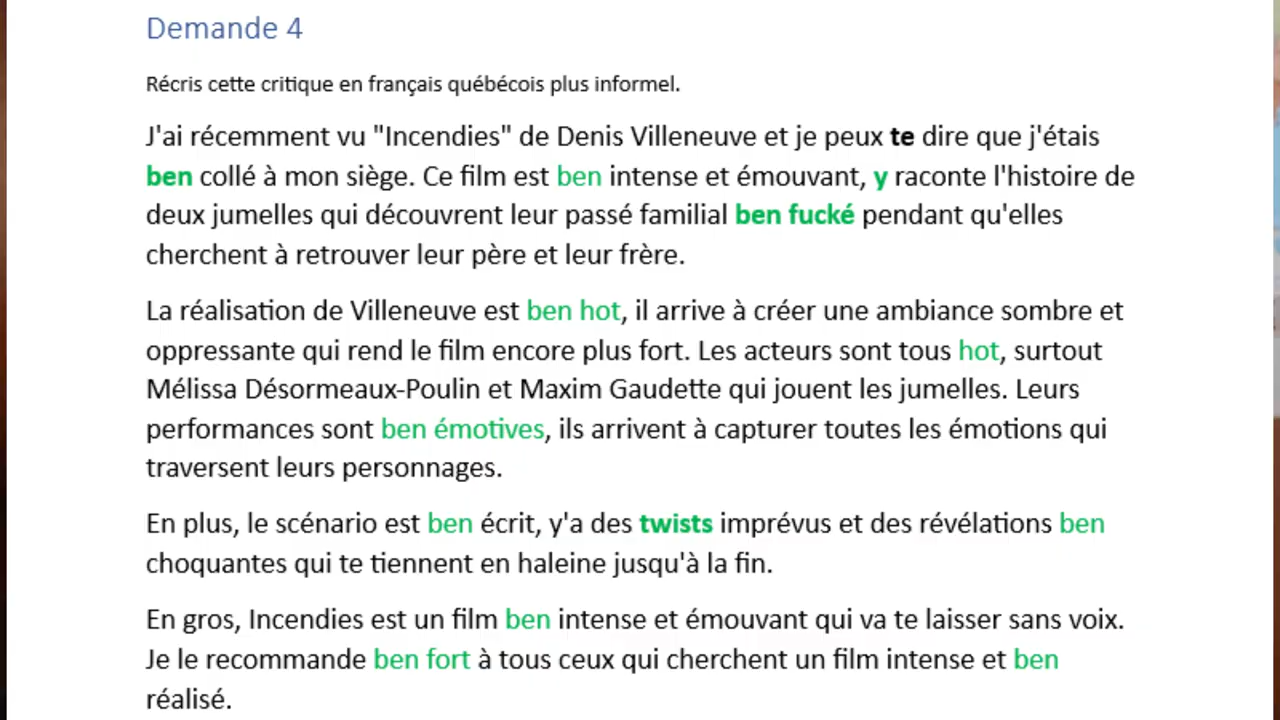 Demande 4
Récris cette critique en français québécois plus informel.
J'ai récemment vu "Incendies" de Denis Villeneuve et je peux te dire que j'étais
ben collé à mon siège. Ce film est ben intense et émouvant, y raconte l'histoire de
deux jumelles qui découvrent leur passé familial ben fucké pendant qu'elles
cherchent à retrouver leur père et leur frère.
La réalisation de Villeneuve est ben hot, il arrive à créer une ambiance sombre et
oppressante qui rend le film encore plus fort. Les acteurs sont tous hot, surtout
Mélissa Désormeaux-Poulin et Maxim Gaudette qui jouent les jumelles. Leurs
performances sont ben émotives, ils arrivent à capturer toutes les émotions qui
traversent leurs personnages.
En plus, le scénario est ben écrit, y'a des twists imprévus et des révélations ben
choquantes qui te tiennent en haleine jusqu'à la fin.
En gros, Incendies est un film ben intense et émouvant qui va te laisser sans voix.
Je le recommande ben fort à tous ceux qui cherchent un film intense et ben
réalisé.